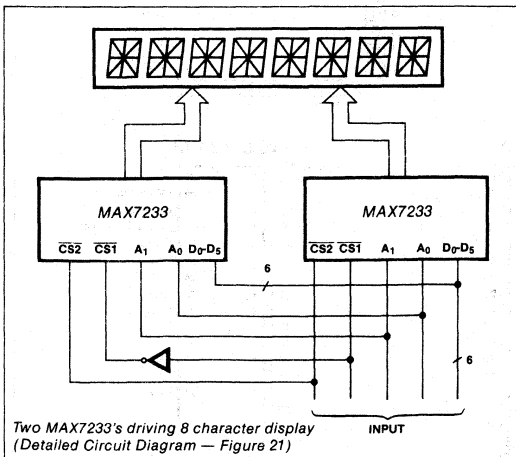 MAX7233
MAX7233
CS2 CS1 A1 A0 D0-D5
CS2 CS1 A1 A0 D0-D5
6
6
Two MAX7233's driving 8 character display
(Detailed Circuit Diagram — Figure 21)
INPUT